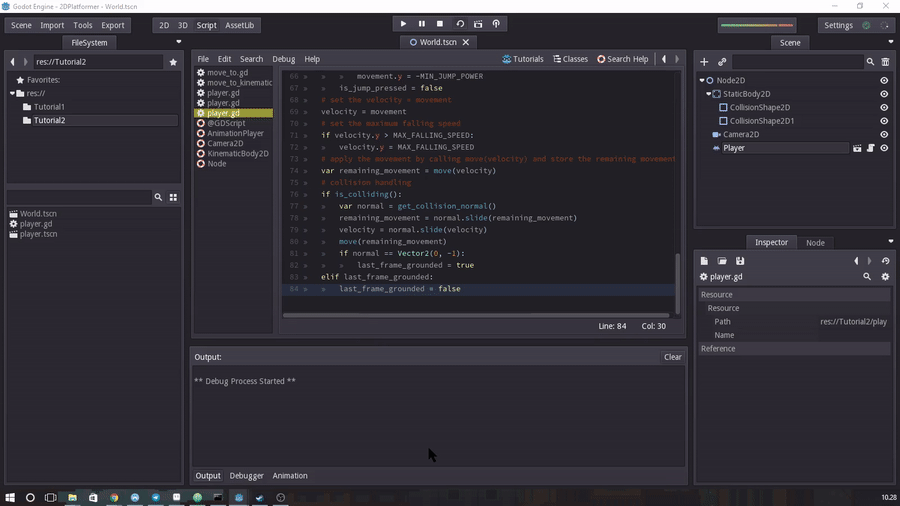 Godot Engine - 2DPlatformer - World.tscn
Scene Import Tools Export
2D 3D Script AssetLib
Settings
FileSystem
World.tscn
Scene
res://Tutorial2
File Edit Search Debug Help
Tutorials Classes Search Help
Favorites:
res://
Tutorial1
Tutorial2
World.tscn
player.gd
player.tscn
move_to.gd
move_to_kinematic
player.gd
player.gd
player.gd
@GDScript
AnimationPlayer
Camera2D
KinematicBody2D
Node
66 movement.y = -MIN_JUMP_POWER
is_jump_pressed = false
68 # set the velocity = movement
69 velocity = movement
70 # set the maximum falling speed
71 if velocity.y > MAX_FALLING_SPEED:
72 velocity.y = MAX_FALLING_SPEED
73 # apply the movement by calling move(velocity) and store the remaining movemen
74 var remaining_movement = move(velocity)
75 # collision handling
76 if is_colliding():
77 var normal = get_collision_normal()
78 remaining_movement = normal.slide(remaining_movement)
79 velocity = normal.slide(velocity)
80 move(remaining_movement)
81 if normal == Vector2(0, -1):
82 last_frame_grounded = true
83 elif last_frame_grounded:
84 last_frame_grounded = false
Line: 84 Col: 30
Output:
Clear
** Debug Process Started **
Output Debugger Animation
Node2D
StaticBody2D
CollisionShape2D
CollisionShape2D1
Camera2D
Player
Inspector Node
player.gd
Resource
Resource
Path res://Tutorial2/play
Name
Reference
10.28